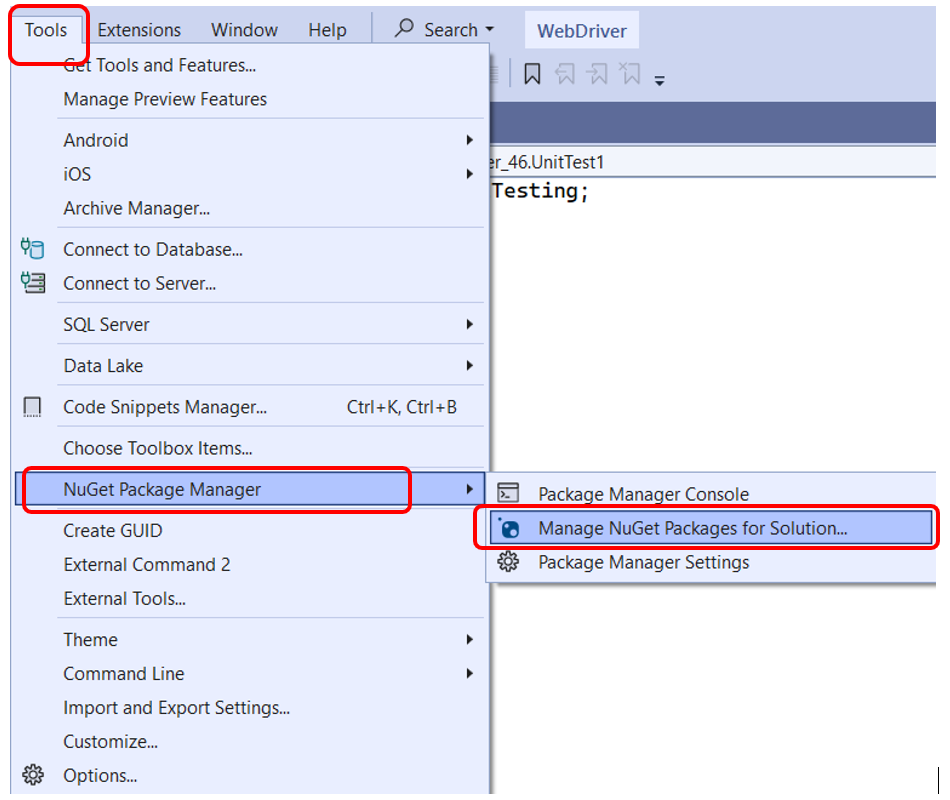 Tools Extensions Window Help Search WebDriver
Get Tools and Features...
Manage Preview Features
Android
iOS
er_46.UnitTest1
Testing;
Archive Manager...
Connect to Database...
Connect to Server...
SQL Server
Data Lake
Code Snippets Manager... Ctrl+K, Ctrl+B
Choose Toolbox Items...
NuGet Package Manager
Package Manager Console
Manage NuGet Packages for Solution...
Package Manager Settings
Create GUID
External Command 2
External Tools...
Theme
Command Line
Import and Export Settings...
Customize...
Options...